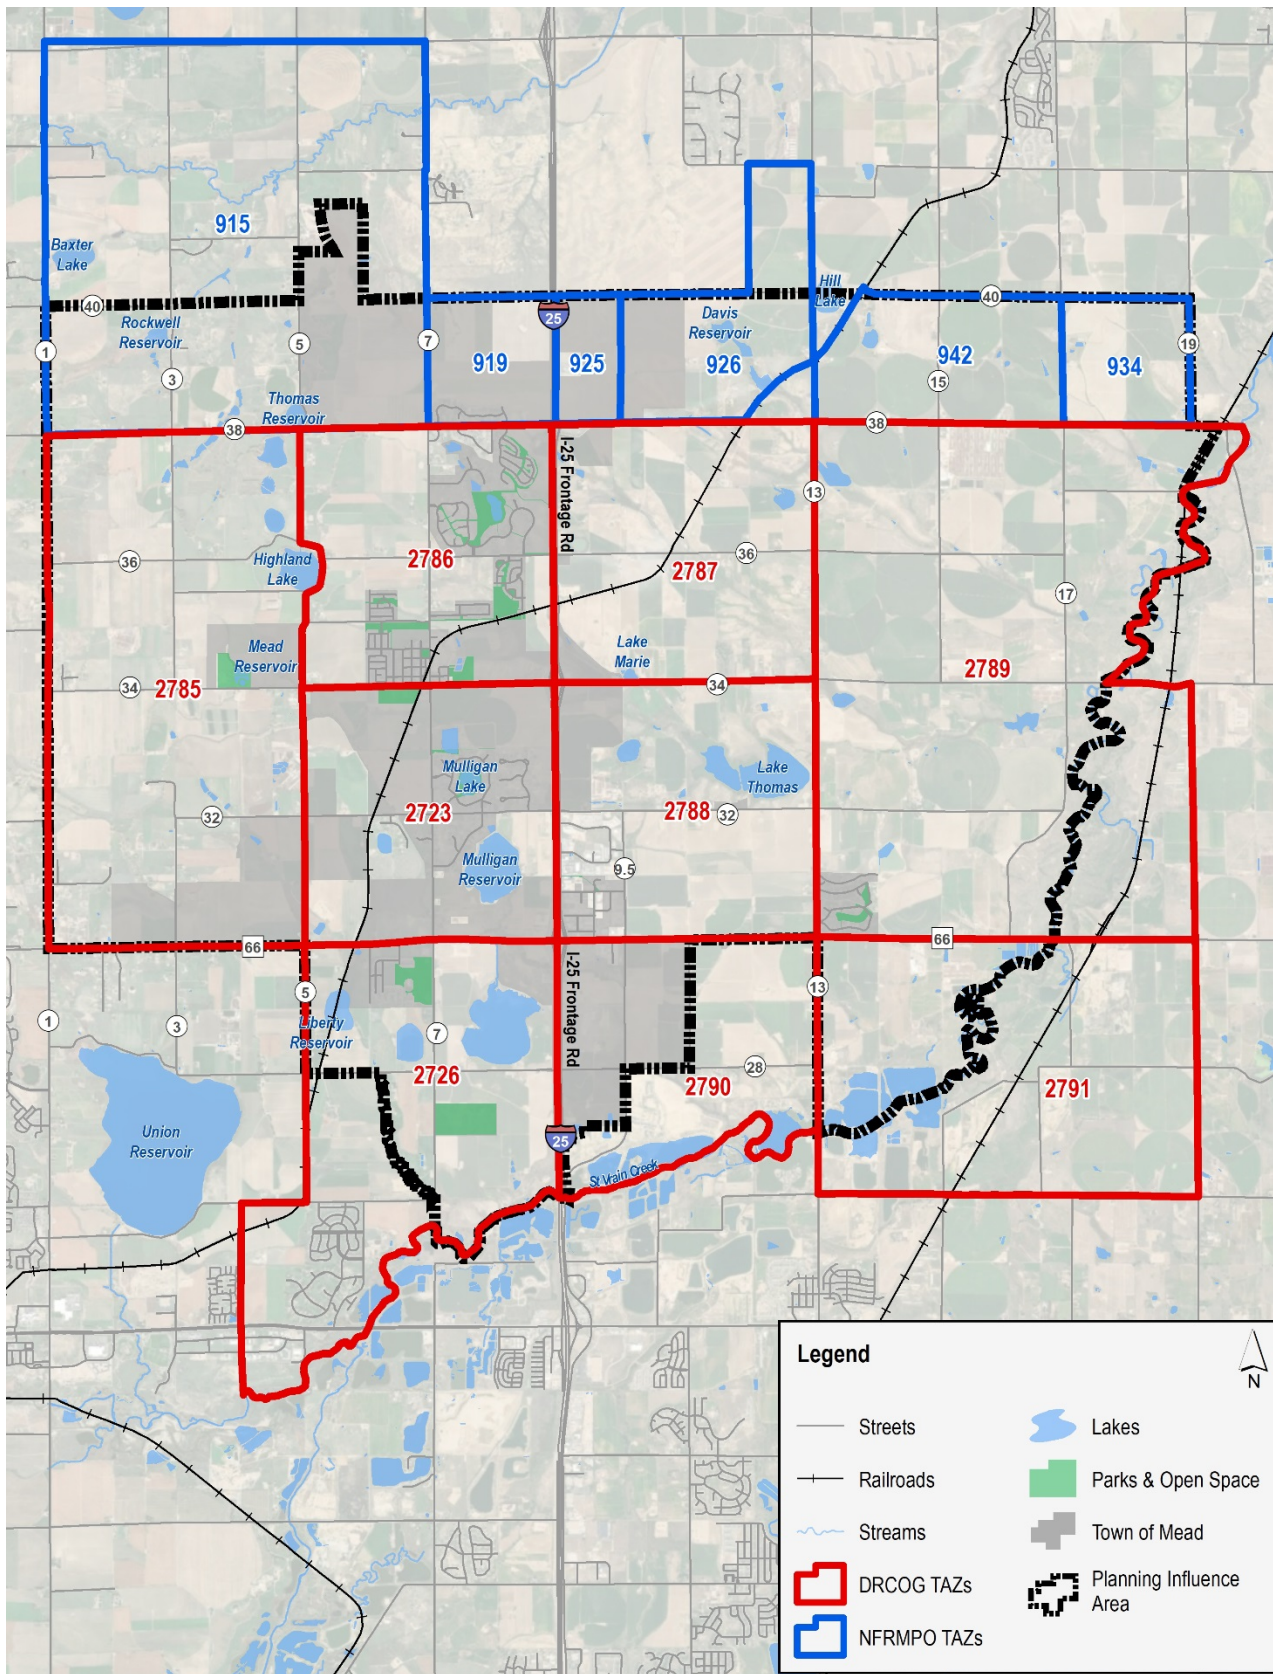 915
Baxter
Lake
40
Rockwell
Reservoir
1
3
5
7
Thomas
Reservoir
38
25
919
925
Davis
Reservoir
926
Hill
Lake
40
942
15
934
19
38
I-25 Frontage Rd
13
36
Highland
Lake
2786
2787
36
17
Mead
Reservoir
Lake
Marie
2789
34
2785
34
Mulligan
Lake
Lake
Thomas
32
2723
2788
32
Mulligan
Reservoir
9.5
66
66
I-25 Frontage Rd
5
13
1
3
Liberty
Reservoir
7
2726
28
2790
2791
Union
Reservoir
25
St Vrain Creek
Legend
N
Streets
Lakes
Railroads
Parks & Open Space
Streams
Town of Mead
DRCOG TAZs
Planning Influence
Area
NFRMPO TAZs